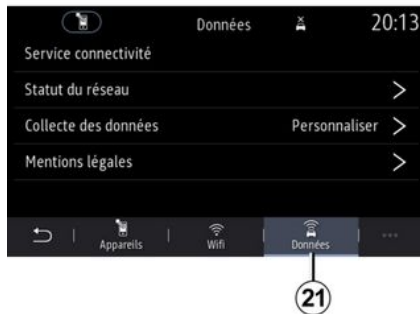 Données 20:13
Service connectivité
Statut du réseau
Collecte des données Personnaliser
Mentions légales
Appareils Wifi Données
21